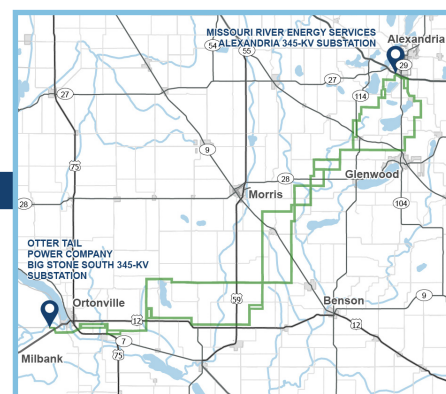 MISSOURI RIVER ENERGY SERVICES
ALEXANDRIA 345-KV SUBSTATION
Alexandria
54
55
29
27
27
114
75
9
Glenwood
28
Morris
28
104
OTTER TAIL
POWER COMPANY
BIG STONE SOUTH 345-KV
SUBSTATION
Ortonville
59
Benson
9
12
12
7
75
Milbank